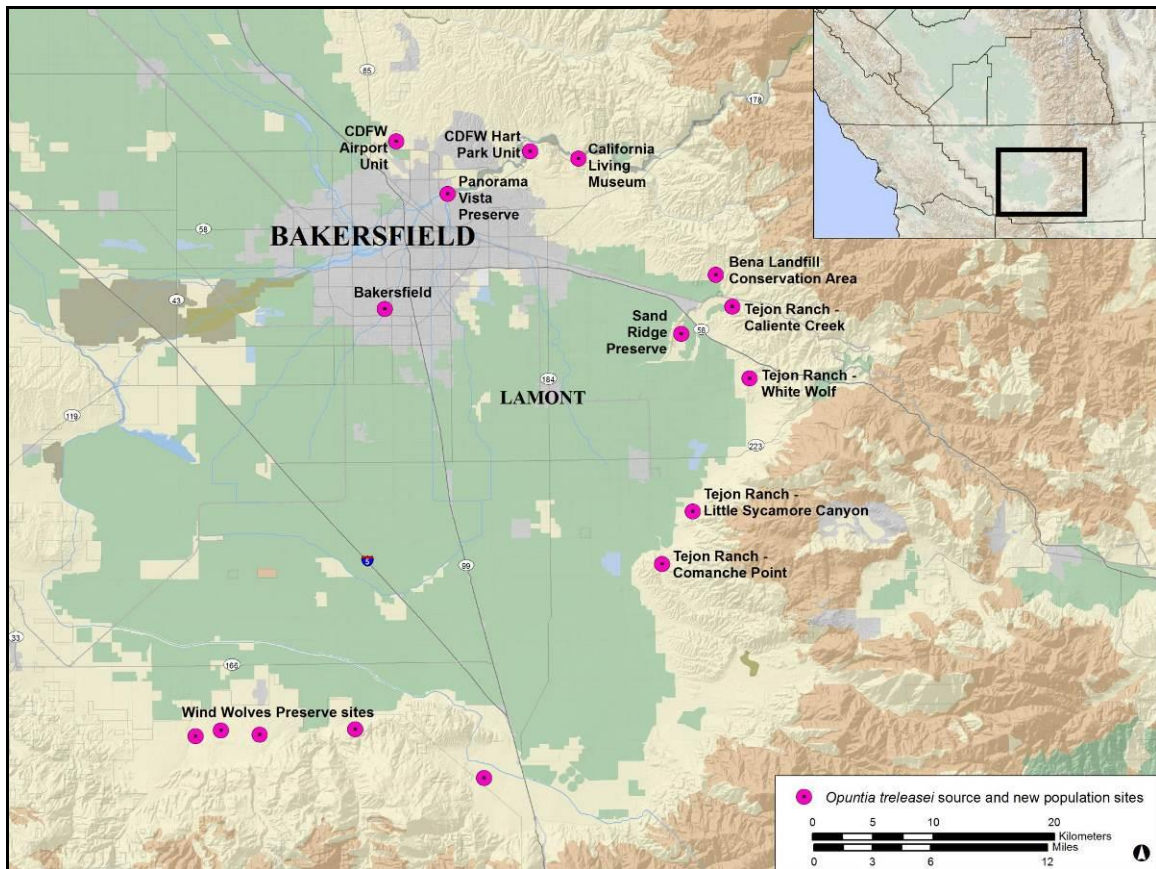 65
178
CDFW
Airport
Unit
CDFW Hart
Park Unit
California
Living
Museum
Panorama
Vista
Preserve
58
BAKERSFIELD
43
Bakersfield
Bena Landfill
Conservation Area
Tejon Ranch -
Caliente Creek
Sand
Ridge
Preserve
58
Tejon Ranch -
White Wolf
184
LAMONT
119
223
Tejon Ranch -
Little Sycamore Canyon
Tejon Ranch -
Comanche Point
5
99
33
166
Wind Wolves Preserve sites
Opuntia treleasei source and new population sites
0 5 10 20
Kilometers
Miles
0 3 6 12